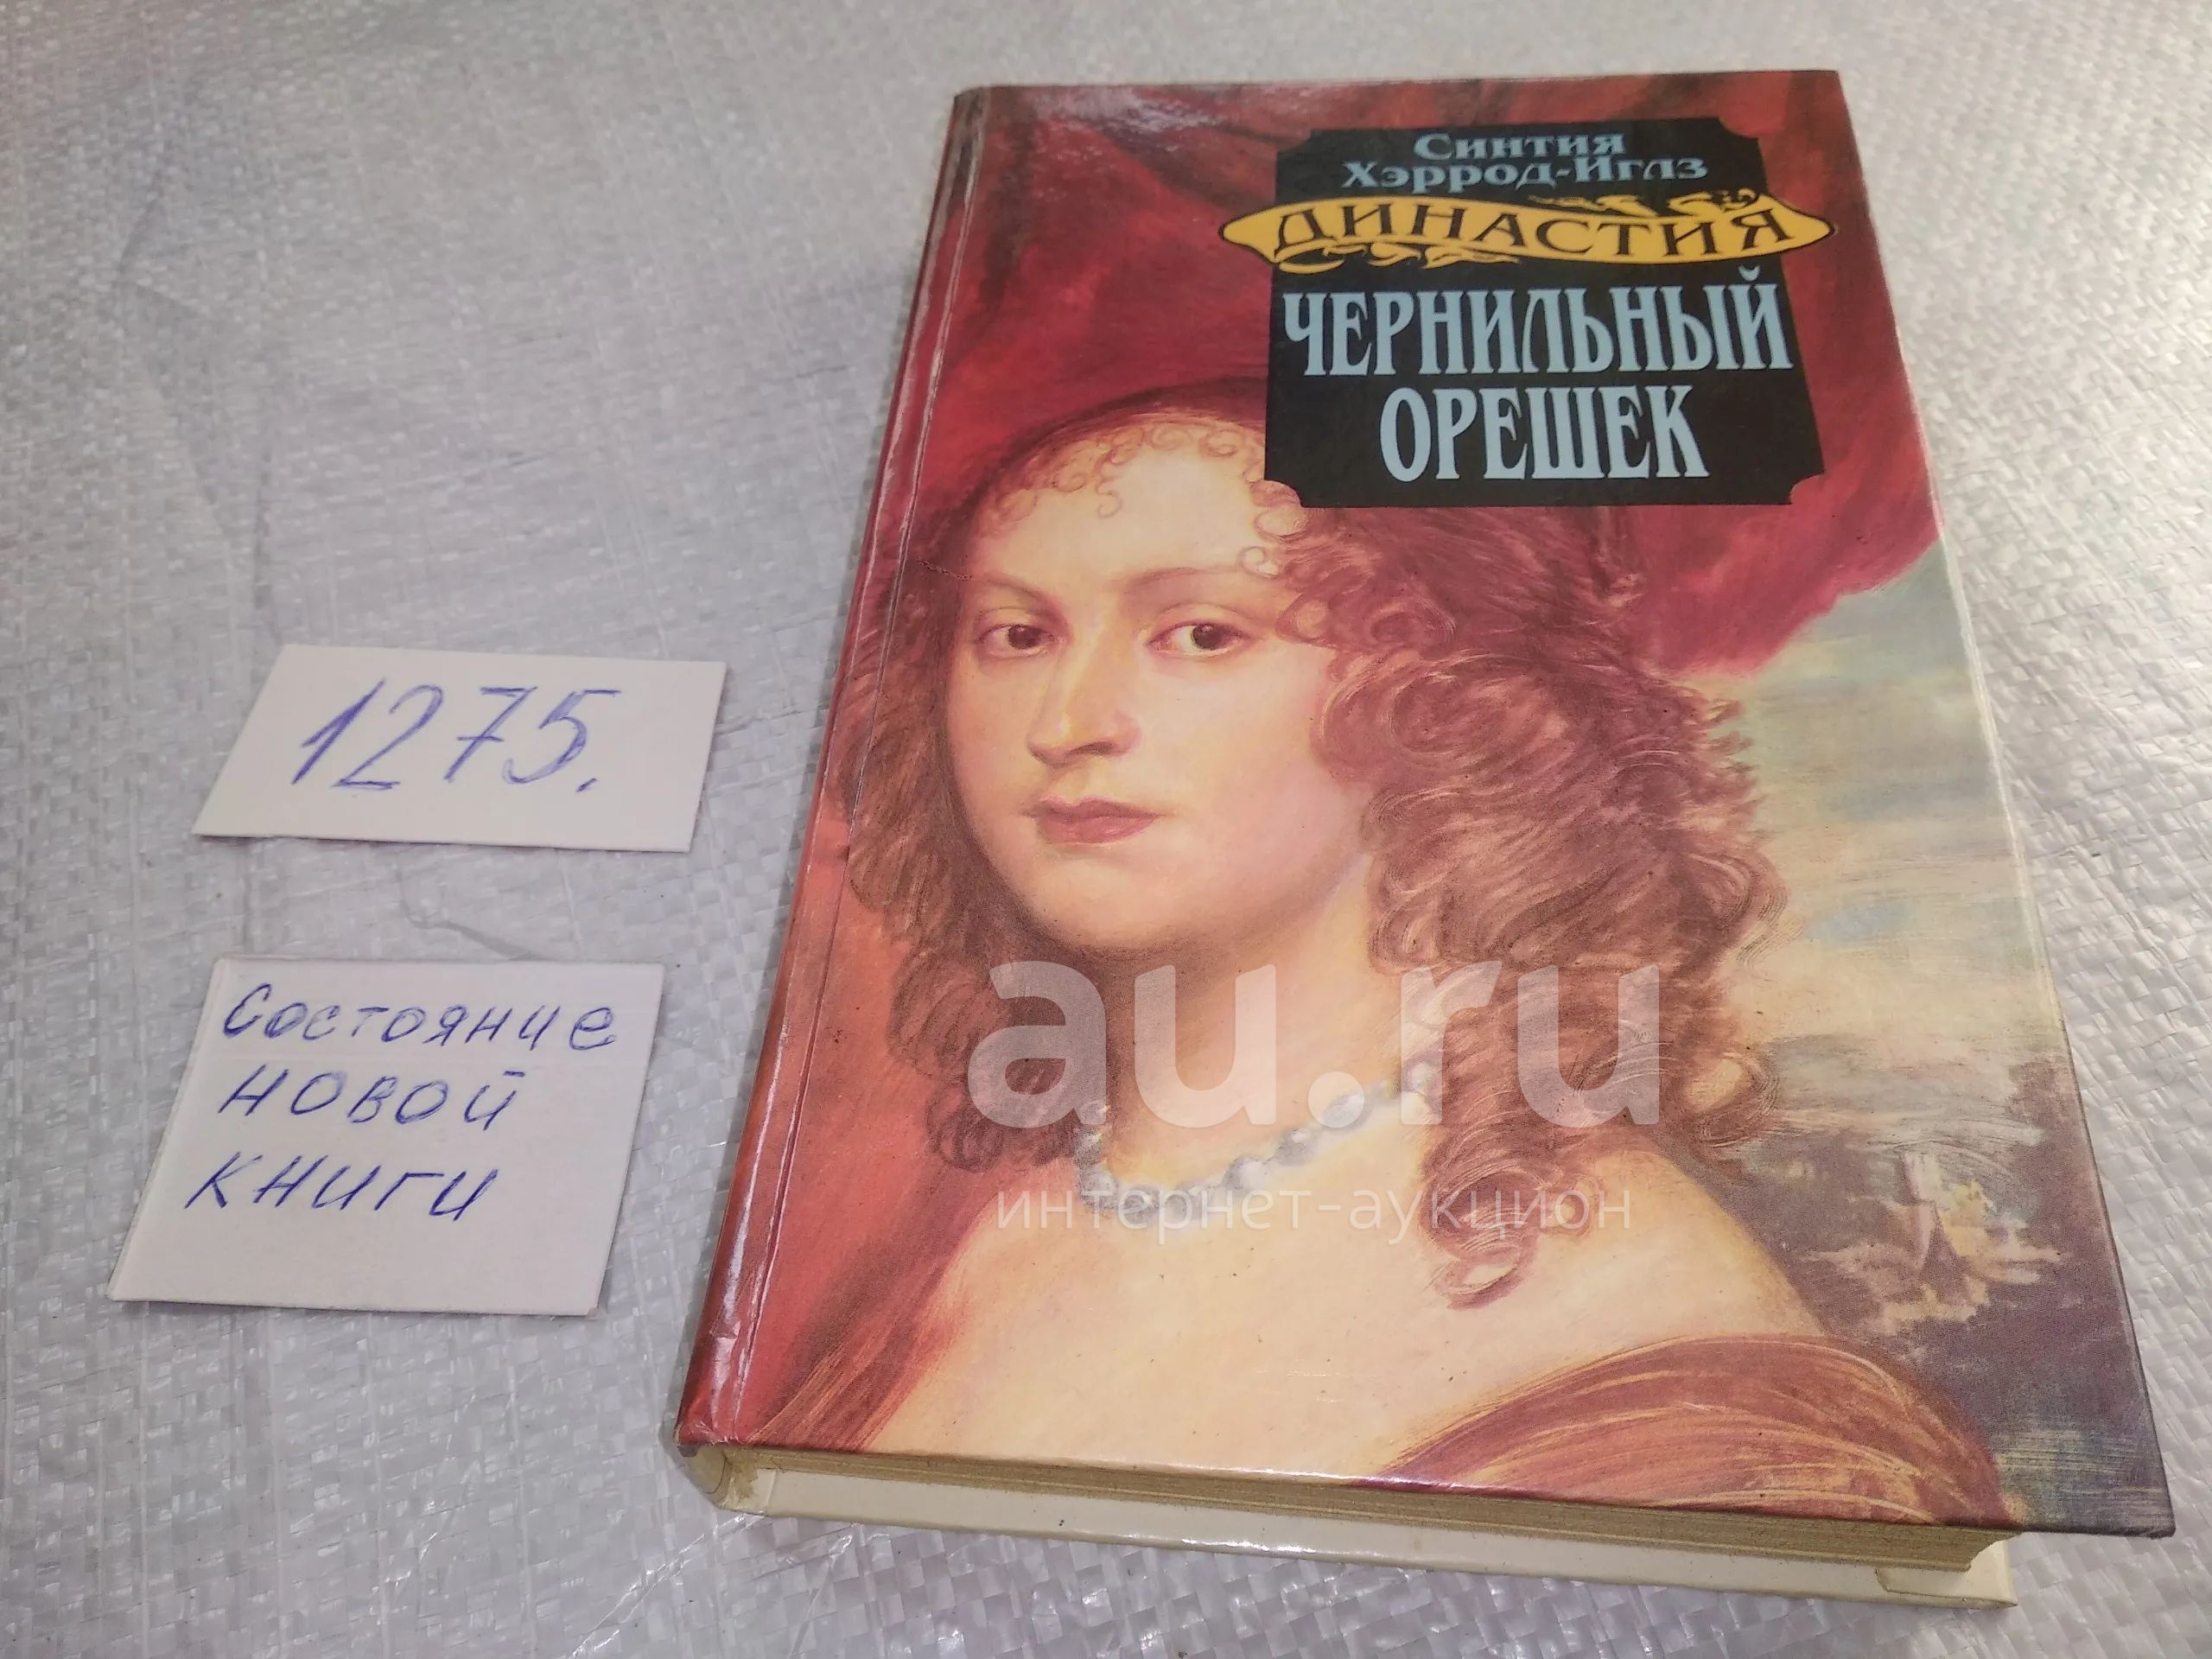 Синтия
Хэррод-Иглз
ДИНАСТИЯ
ЧЕРНИЛЬНЫЙ
ОРЕШЕК
1275.
Состояние
новой
книги
au.ru
интернет-аукцион